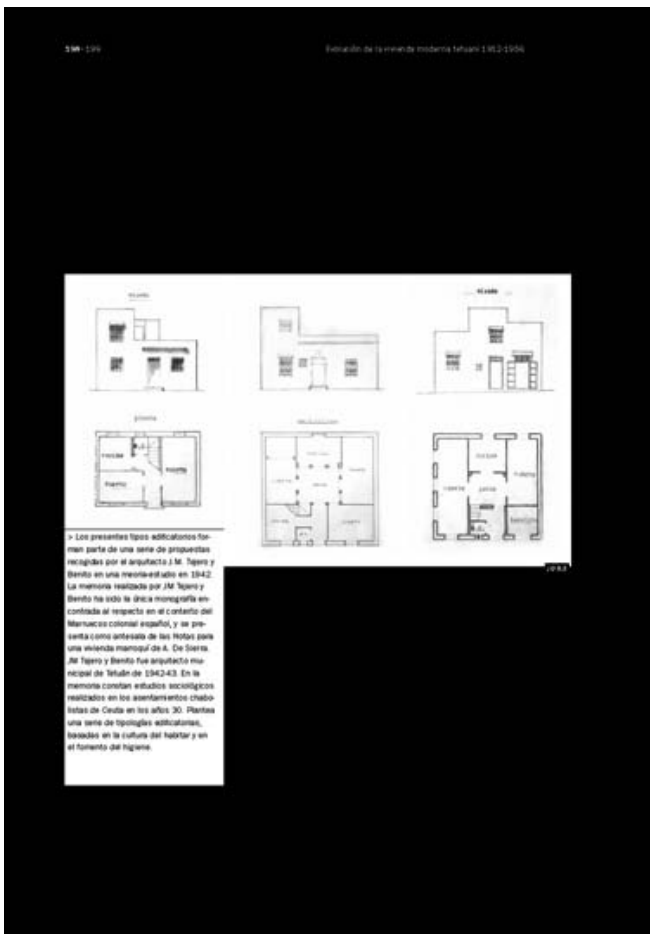 198-199
Evolución de la vivienda moderna tetuaní 1912-1956
planta
cocina
cuarto
patio
> Los presentes tipos edificatorios for-
man parte de una serie de propuestas
recogidas por el arquitecto J.M. Tejero y
Benito en una meoria-estudio en 1942.
La memoria realizada por JM Tejero y
Benito ha sido la única monografía en-
contrada al respecto en el contexto del
Marruecos colonial español, y se pre-
senta como antesala de las Notas para
una vivienda marroquí de A. De Sierra.
JM Tejero y Benito fue arquitecto mu-
nicipal de Tetuán de 1942-43. En la
memoria constan estudios sociológicos
realizados en los asentamientos chabo-
listas de Ceuta en los años 30. Plantea
una serie de tipologías edificatorias,
basadas en la cultura del habitar y en
el fomento del higiene.